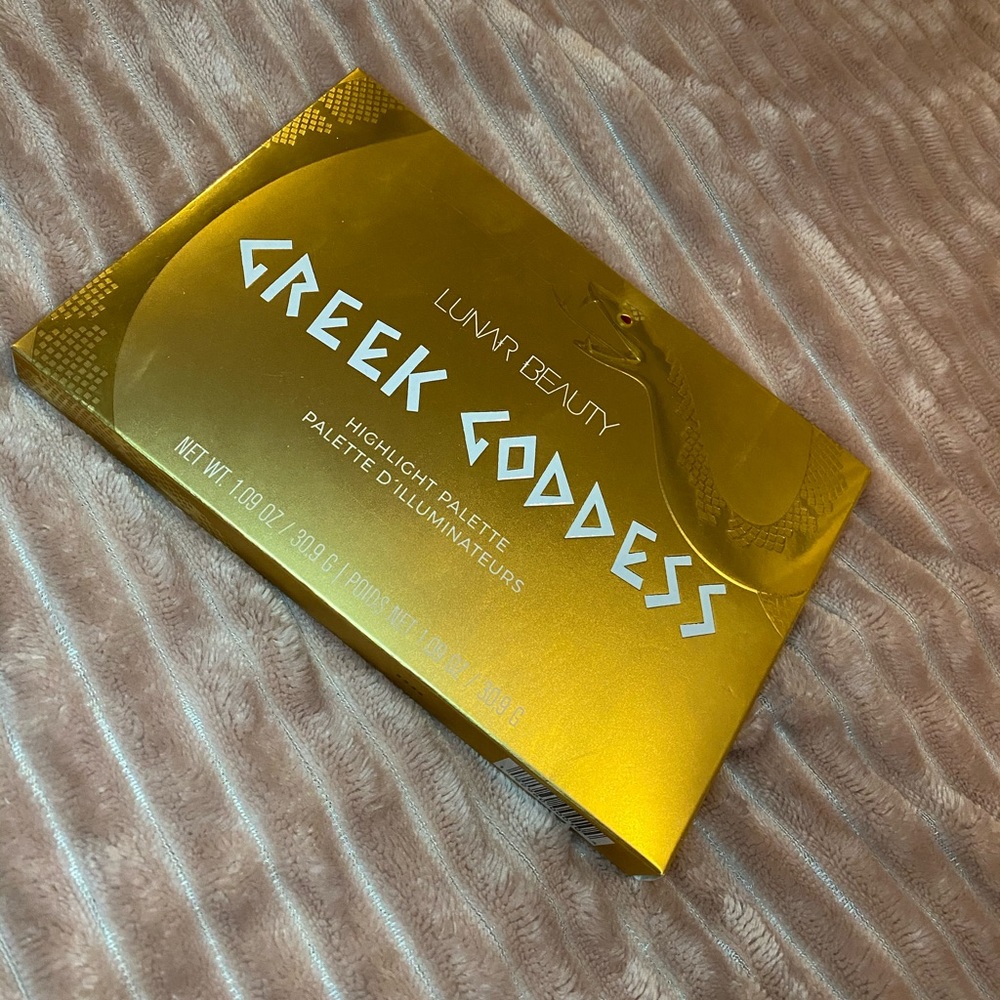 LUNAR BEAUTY
GREEK GODDESS
HIGHLIGHT PALETTE
PALETTE D'ILLUMINATEURS
NET WT. 1.09 OZ / 30.9 G | POIDS NET 1.09 OZ / 30.9 G